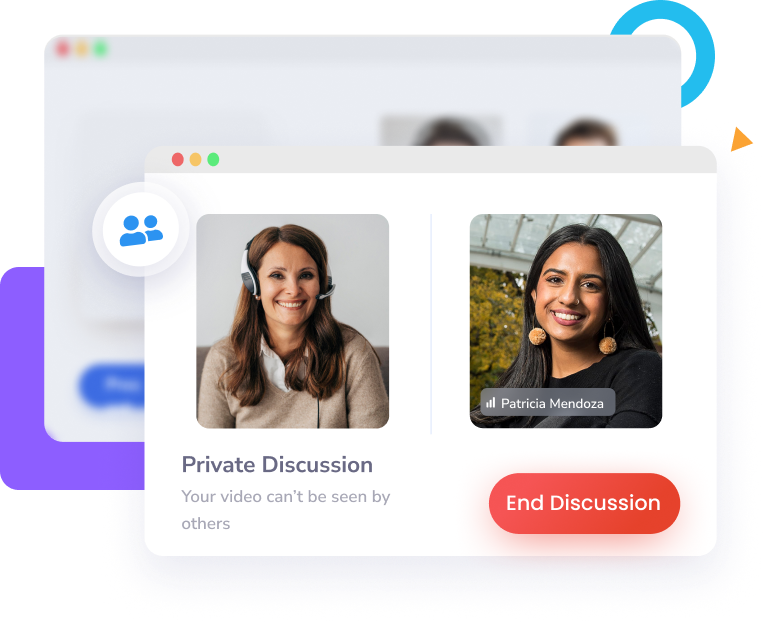 Patricia Mendoza
Private Discussion
Your video can't be seen by
others
End Discussion